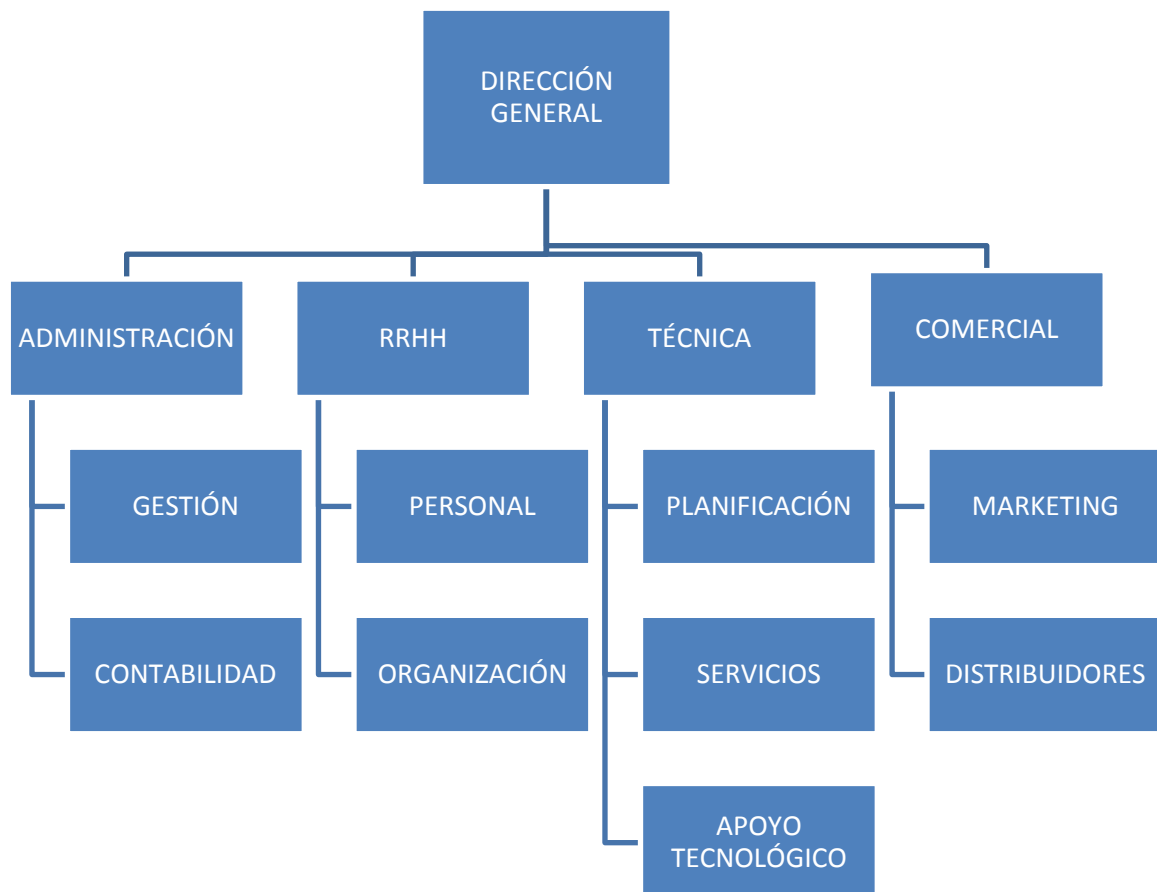 DIRECCIÓN
GENERAL
ADMINISTRACIÓN
RRHH
TÉCNICA
COMERCIAL
GESTIÓN
PERSONAL
PLANIFICACIÓN
MARKETING
CONTABILIDAD
ORGANIZACIÓN
SERVICIOS
DISTRIBUIDORES
APOYO
TECNOLÓGICO